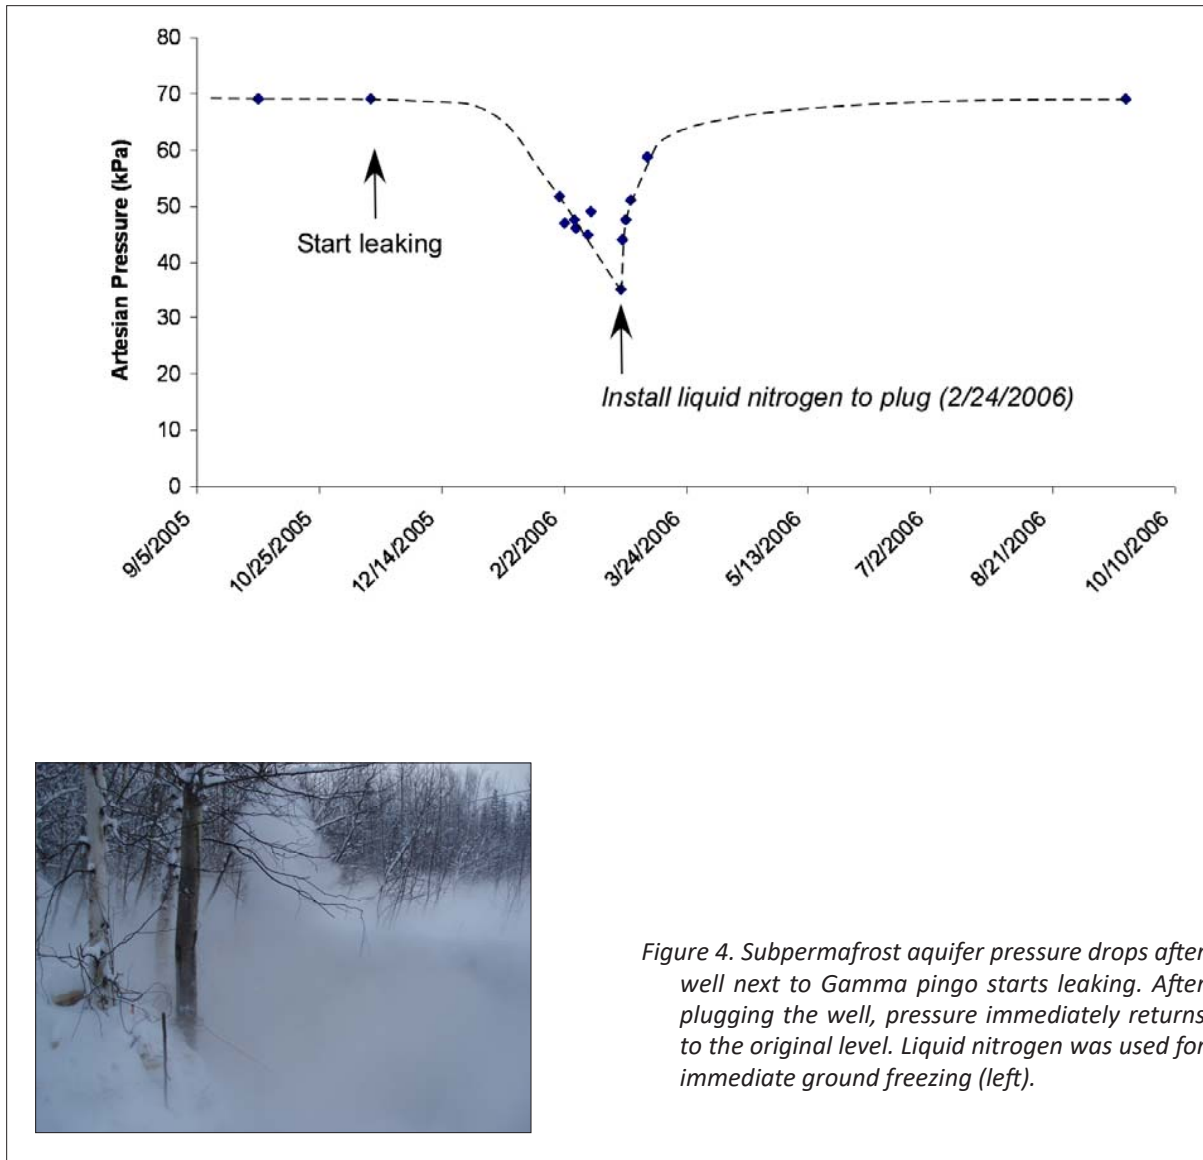 80
70
60
50
40
30
20
10
0
Artesian Pressure (kPa)
Start leaking
Install liquid nitrogen to plug (2/24/2006)
9/5/2005
10/25/2005
12/14/2005
2/2/2006
3/24/2006
5/13/2006
7/2/2006
8/21/2006
10/10/2006
Figure 4. Subpermafrost aquifer pressure drops after
well next to Gamma pingo starts leaking. After
plugging the well, pressure immediately returns
to the original level. Liquid nitrogen was used for
immediate ground freezing (left).